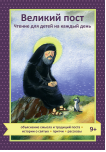 Великий пост
Чтение для детей на каждый день
объяснение смысла и традиций поста •
истории о святых • притчи • рассказы
9+